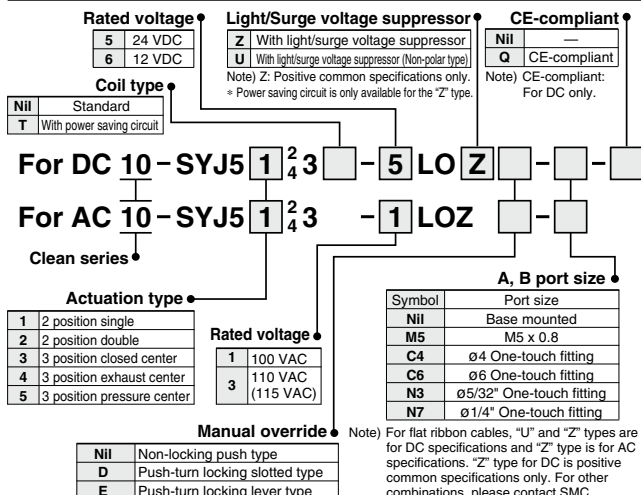 Rated voltage
5 24 VDC
6 12 VDC
Light/Surge voltage suppressor
Z With light/surge voltage suppressor
U With light/surge voltage suppressor (Non-polar type)
Note) Z: Positive common specifications only.
* Power saving circuit is only available for the “Z” type.
CE-compliant
Nil —
Q CE-compliant
Note) CE-compliant:
For DC only.
Coil type
Nil Standard
T With power saving circuit
For DC 10 - SYJ5 1 2 4 3 - 5 LO Z - -
For AC 10 - SYJ5 1 2 4 3 - 1 LOZ -
Clean series
Actuation type
1 2 position single
2 2 position double
3 3 position closed center
4 3 position exhaust center
5 3 position pressure center
Rated voltage
1 100 VAC
3 110 VAC
(115 VAC)
A, B port size
Symbol Port size
Nil Base mounted
M5 M5 x 0.8
C4 ø4 One-touch fitting
C6 ø6 One-touch fitting
N3 ø5/32" One-touch fitting
N7 ø1/4" One-touch fitting
Manual override
Nil Non-locking push type
D Push-turn locking slotted type
E Push-turn locking lever type
Note) For flat ribbon cables, “U” and “Z” types are
for DC specifications and “Z” type is for AC
specifications. “Z” type for DC is positive
common specifications only. For other
combinations, please contact SMC.